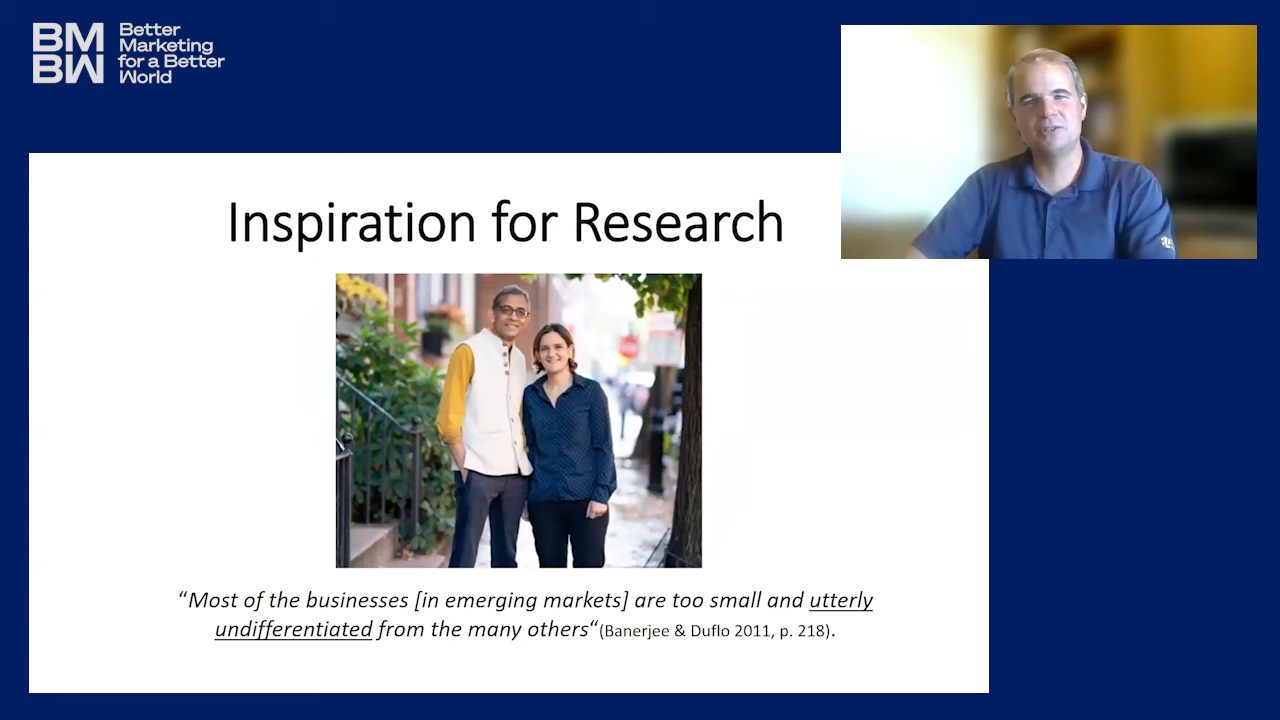 BM
BW
Better
Marketing
for a Better
World
Inspiration for Research
“Most of the businesses [in emerging markets] are too small and utterly
undifferentiated from the many others“(Banerjee & Duflo 2011, p. 218).